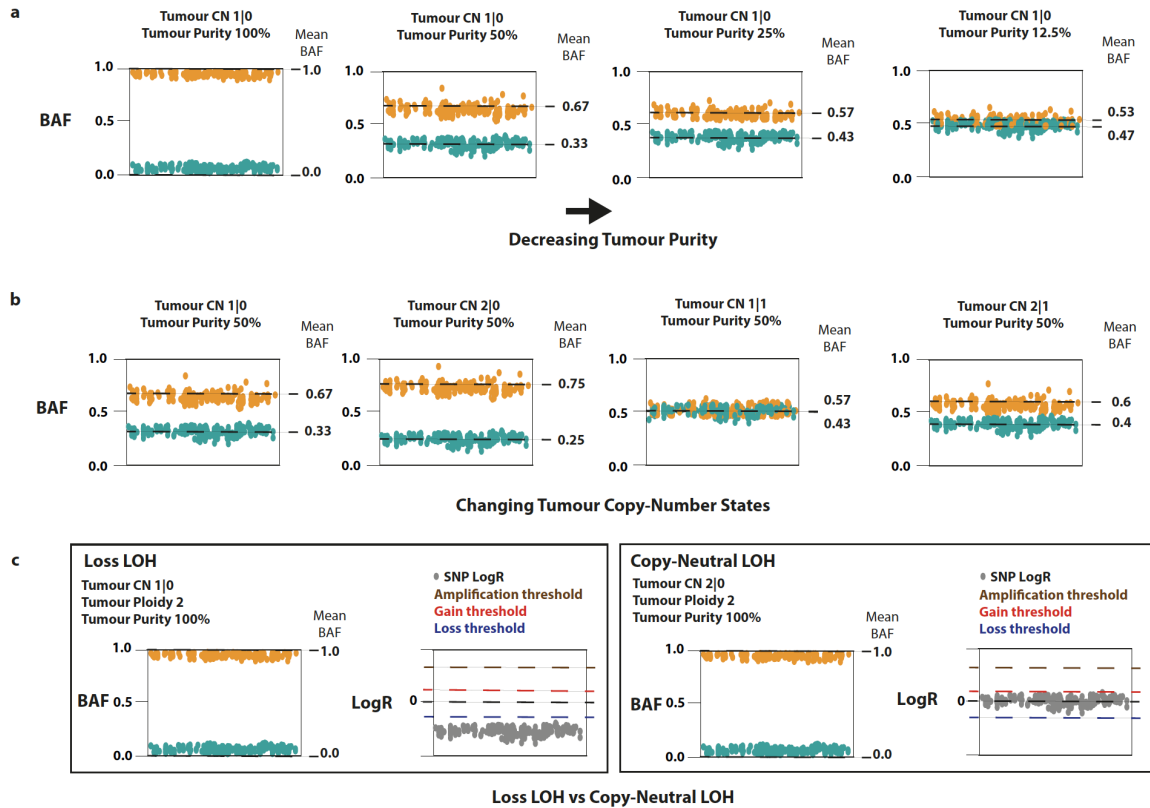 a
Tumour CN 1|0
Tumour Purity 100%
Mean
BAF
BAF
1.0
0.5
0.0
1.0
0.0
Tumour CN 1|0
Tumour Purity 50%
Mean
BAF
1.0
0.5
0.0
0.67
0.33
Tumour CN 1|0
Tumour Purity 25%
Mean
BAF
1.0
0.5
0.0
0.57
0.43
Tumour CN 1|0
Tumour Purity 12.5%
Mean
BAF
1.0
0.5
0.0
0.53
0.47
Decreasing Tumour Purity
b
Tumour CN 1|0
Tumour Purity 50%
Mean
BAF
BAF
1.0
0.5
0.0
0.67
0.33
Tumour CN 2|0
Tumour Purity 50%
Mean
BAF
1.0
0.5
0.0
0.75
0.25
Tumour CN 1|1
Tumour Purity 50%
Mean
BAF
1.0
0.5
0.0
0.57
0.43
Tumour CN 2|1
Tumour Purity 50%
Mean
BAF
1.0
0.5
0.0
0.6
0.4
Changing Tumour Copy-Number States
c
Loss LOH
Tumour CN 1|0
Tumour Ploidy 2
Tumour Purity 100%
Mean
BAF
BAF
1.0
0.5
0.0
1.0
0.0
SNP LogR
Amplification threshold
Gain threshold
Loss threshold
LogR
0
Copy-Neutral LOH
Tumour CN 2|0
Tumour Ploidy 2
Tumour Purity 100%
Mean
BAF
BAF
1.0
0.5
0.0
1.0
0.0
SNP LogR
Amplification threshold
Gain threshold
Loss threshold
LogR
0
Loss LOH vs Copy-Neutral LOH